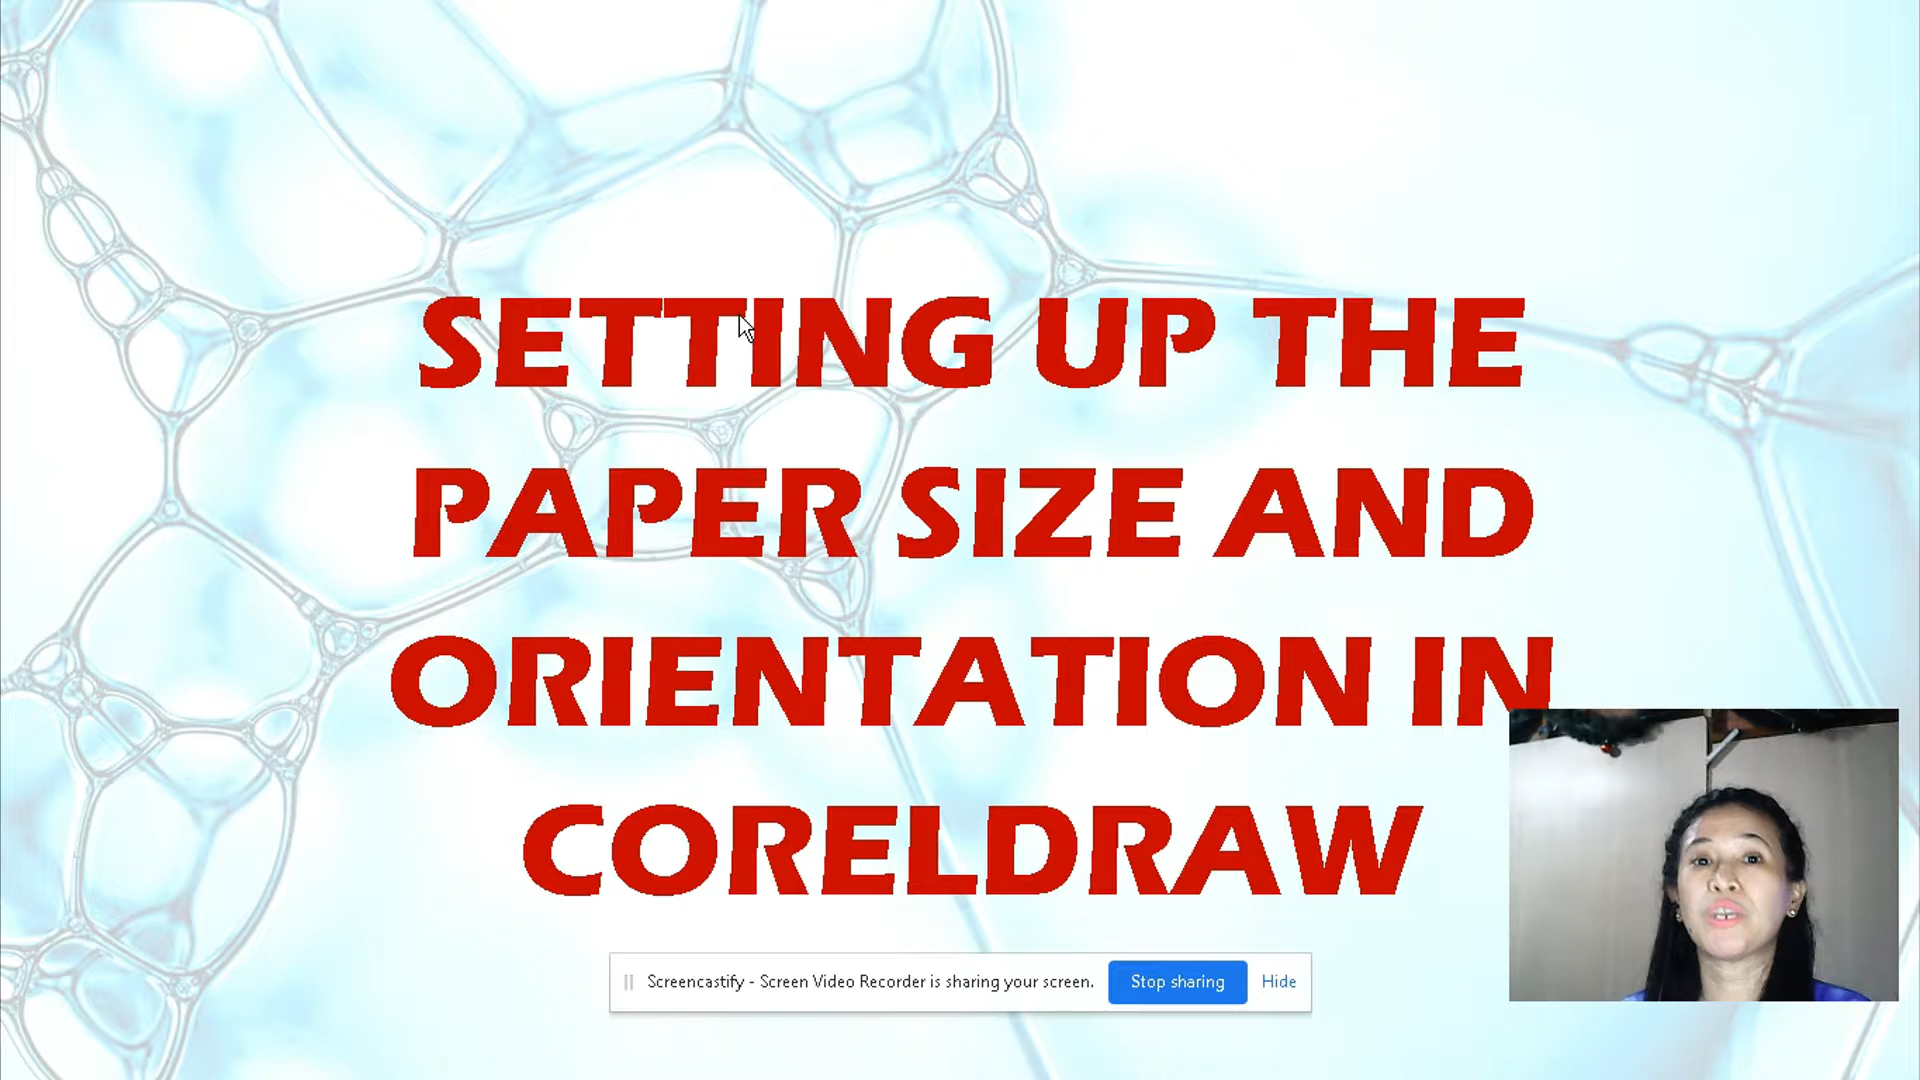 SETTING UP THE
PAPER SIZE AND
ORIENTATION IN
CORELDRAW
Screencastify - Screen Video Recorder is sharing your screen.
Stop sharing
Hide